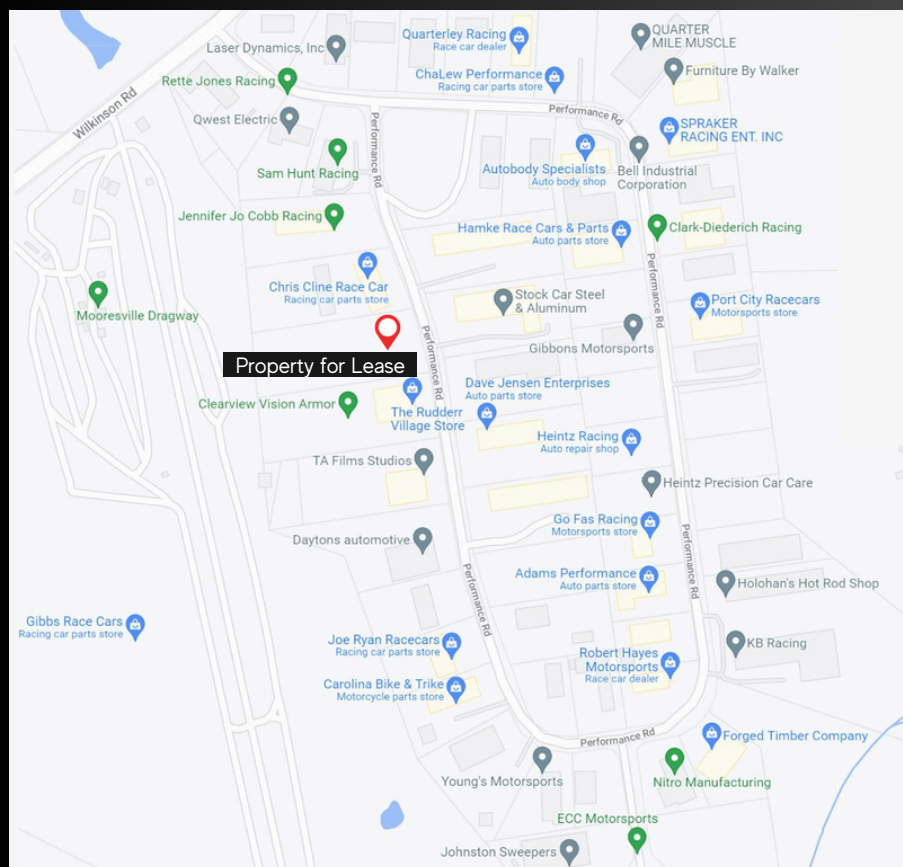 Quarterley Racing
Race car dealer
QUARTER
MILE MUSCLE
Laser Dynamics, Inc
Rette Jones Racing
ChaLew Performance
Racing car parts store
Furniture By Walker
Wilkinson Rd
Qwest Electric
Performance Rd
Performance Rd
SPRAKER
RACING ENT. INC
Sam Hunt Racing
Autobody Specialists
Auto body shop
Bell Industrial
Corporation
Jennifer Jo Cobb Racing
Hamke Race Cars & Parts
Auto parts store
Clark-Diederich Racing
Chris Cline Race Car
Racing car parts store
Stock Car Steel
& Aluminum
Performance Rd
Port City Racecars
Motorsports store
Mooresville Dragway
Property for Lease
Performance Rd
Gibbons Motorsports
Clearview Vision Armor
The Rudderr
Village Store
Dave Jensen Enterprises
Auto parts store
Heintz Racing
Auto repair shop
TA Films Studios
Heintz Precision Car Care
Daytons automotive
Go Fas Racing
Motorsports store
Performance Rd
Performance Rd
Adams Performance
Auto parts store
Holohan's Hot Rod Shop
Gibbs Race Cars
Racing car parts store
Joe Ryan Racecars
Racing car parts store
Robert Hayes
Motorsports
Race car dealer
KB Racing
Carolina Bike & Trike
Motorcycle parts store
Performance Rd
Forged Timber Company
Young's Motorsports
Nitro Manufacturing
ECC Motorsports
Johnston Sweepers